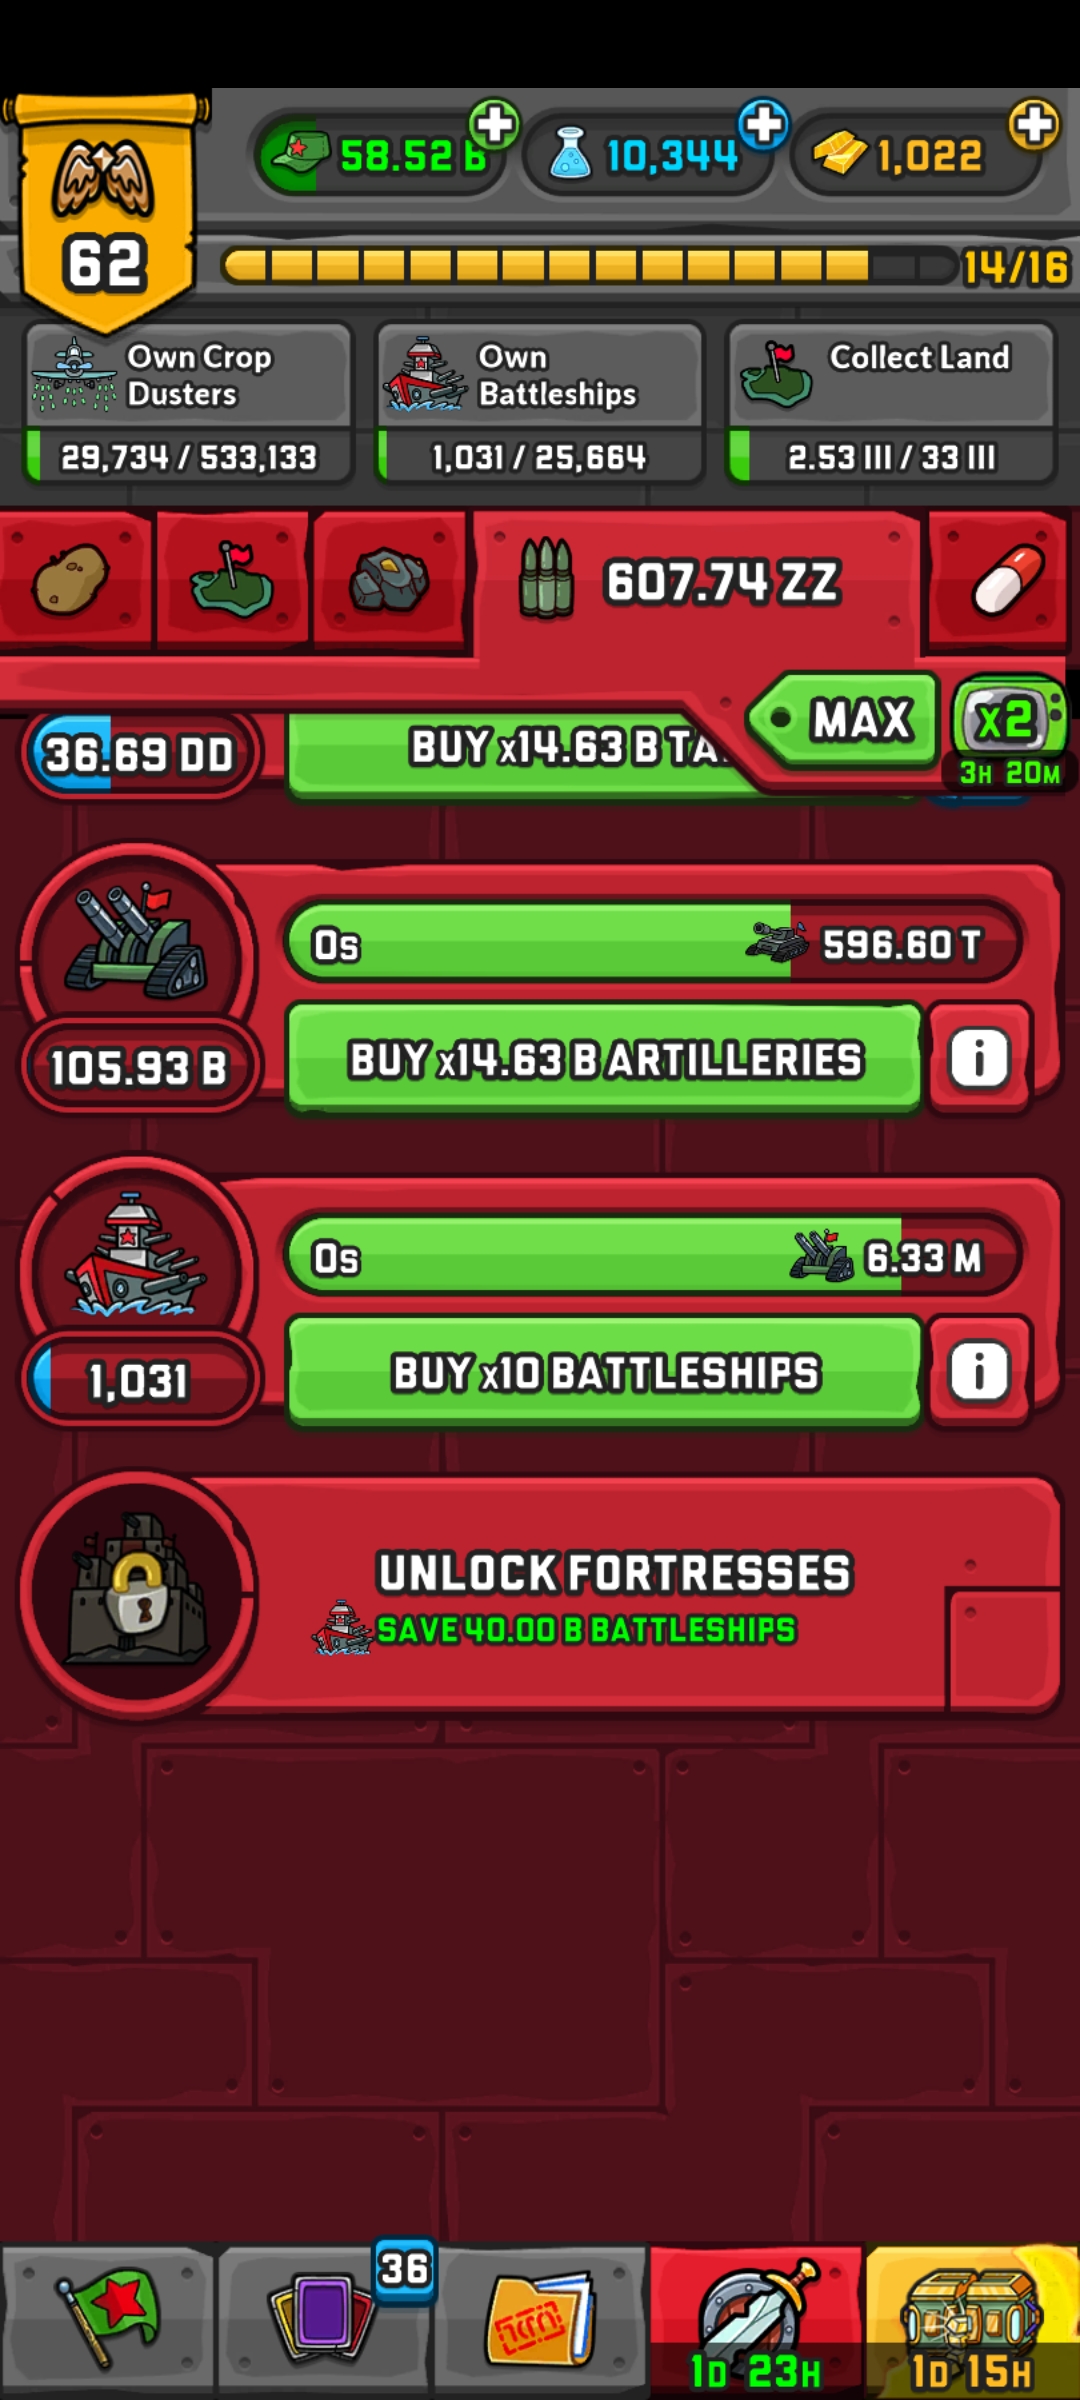 58.52 B
10,344
1,022
62
14/16
Own Crop
Dusters
29,734 / 533,133
Own
Battleships
1,031 / 25,664
Collect Land
2.53 III / 33 III
607.74 ZZ
MAX
x2
3H 20M
36.69 DD
BUY x14.63 B TA
0s
596.60 T
105.93 B
BUY x14.63 B ARTILLERIES
i
0s
6.33 M
1,031
BUY x10 BATTLESHIPS
i
UNLOCK FORTRESSES
SAVE 40.00 B BATTLESHIPS
36
1D 23H
1D 15H